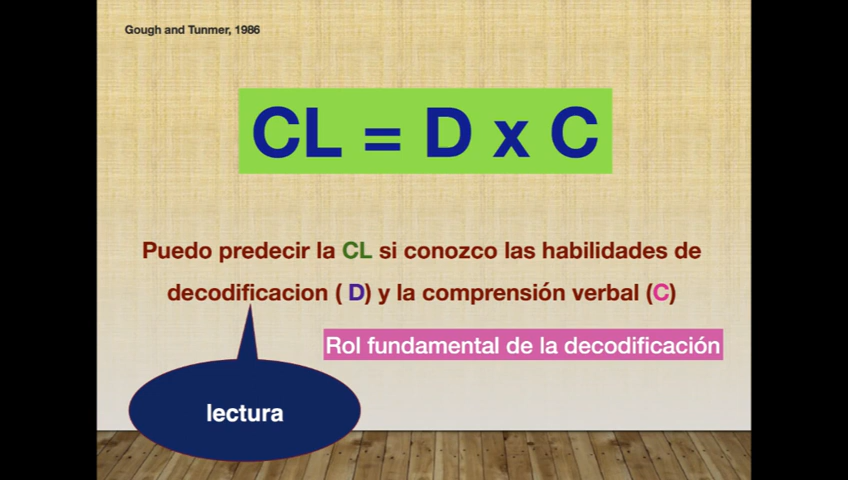 Gough and Tunmer, 1986
CL = D x C
Puedo predecir la CL si conozco las habilidades de
decodificacion ( D) y la comprensión verbal (C)
Rol fundamental de la decodificación
lectura